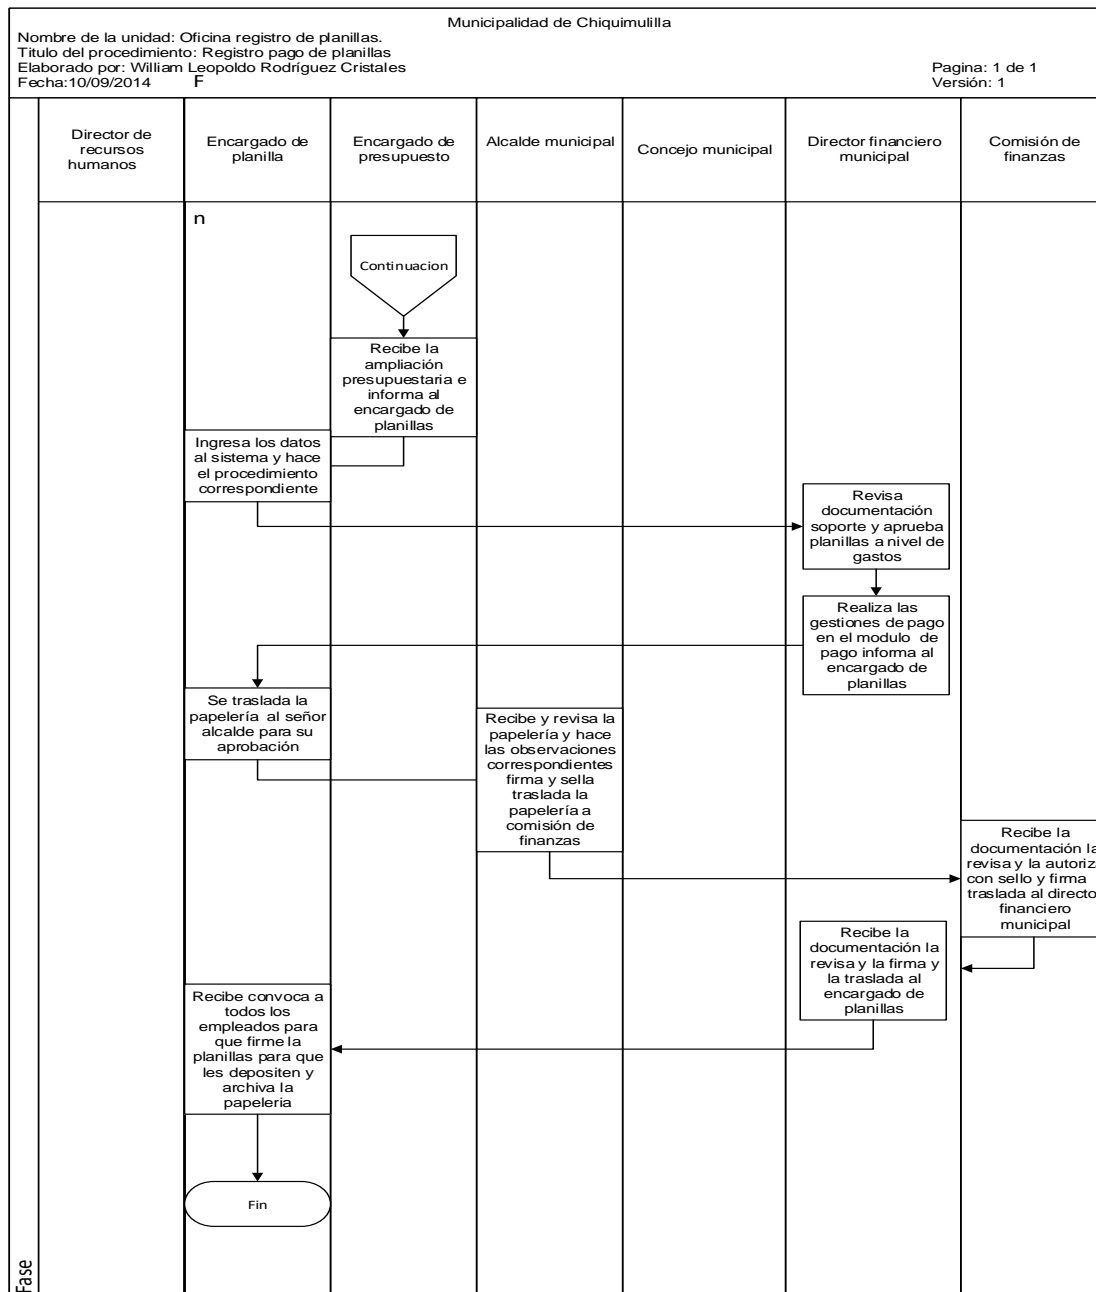 Municipalidad de Chiquimulilla
Nombre de la unidad: Oficina registro de planillas.
Titulo del procedimiento: Registro pago de planillas
Elaborado por: William Leopoldo Rodríguez Cristales
Pagina: 1 de 1
Fecha:10/09/2014
F
Versión: 1
Director de
recursos
humanos
Encargado de
planilla
Encargado de
presupuesto
Alcalde municipal
Concejo municipal
Director financiero
municipal
Comisión de
finanzas
n
Continuacion
Recibe la
ampliación
presupuestaria e
informa al
encargado de
planillas
Ingresa los datos
al sistema y hace
el procedimiento
correspondiente
Revisa
documentación
soporte y aprueba
planillas a nivel de
gastos
Realiza las
gestiones de pago
en el modulo de
pago informa al
encargado de
planillas
Se traslada la
papelería al señor
alcalde para su
aprobación
Recibe y revisa la
papelería y hace
las observaciones
correspondientes
firma y sella
traslada la
papelería a
comisión de
finanzas
Recibe la
documentación la
revisa y la autoriza
con sello y firma
traslada al directo
financiero
municipal
Recibe la
documentación la
revisa y la firma y
la traslada al
encargado de
planillas
Recibe convoca a
todos los
empleados para
que firme la
planillas para que
les depositen y
archiva la
papeleria
Fin
Fase